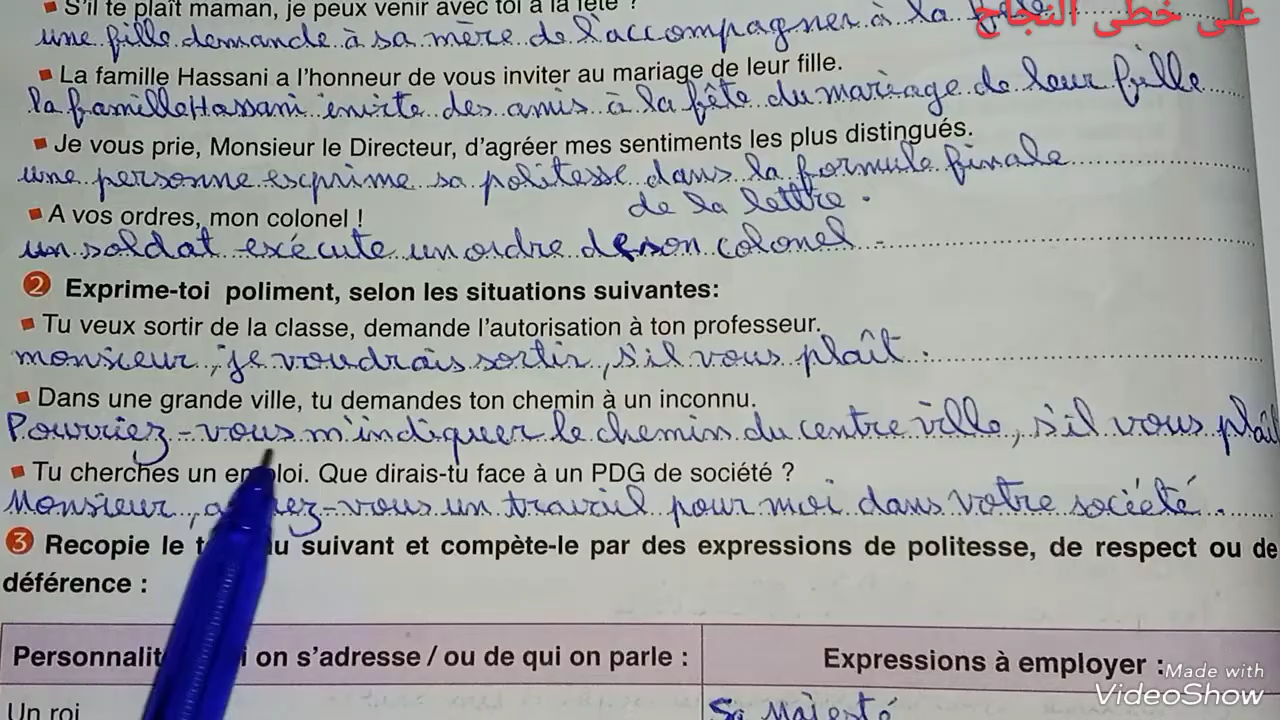 S'il te plaît maman, je peux venir avec toi à la fête ?
على خطى النجاح
une fille demande à sa mère de l'accompagner à la
La famille Hassani a l'honneur de vous inviter au mariage de leur fille.
la famille Hassani invite des amis à la fête du mariage de leur fille
Je vous prie, Monsieur le Directeur, d'agréer mes sentiments les plus distingués.
une personne exprime sa politesse dans la formule finale
de la lettre.
A vos ordres, mon colonel !
un soldat exécute un ordre de son colonel.
2 Exprime-toi poliment, selon les situations suivantes:
Tu veux sortir de la classe, demande l'autorisation à ton professeur.
monsieur, je voudrais sortir, s'il vous plaît.
Dans une grande ville, tu demandes ton chemin à un inconnu.
Pourriez-vous m'indiquer le chemin du centre ville, s'il vous plaît
Tu cherches un emploi. Que dirais-tu face à un PDG de société ?
Monsieur, -vous un travail pour moi dans votre société.
3 Recopie le suivant et compète-le par des expressions de politesse, de respect ou de
déférence :
on s'adresse / ou de qui on parle :
Expressions à employer :
Un roi
Sa Majesté
Made with
VideoShow